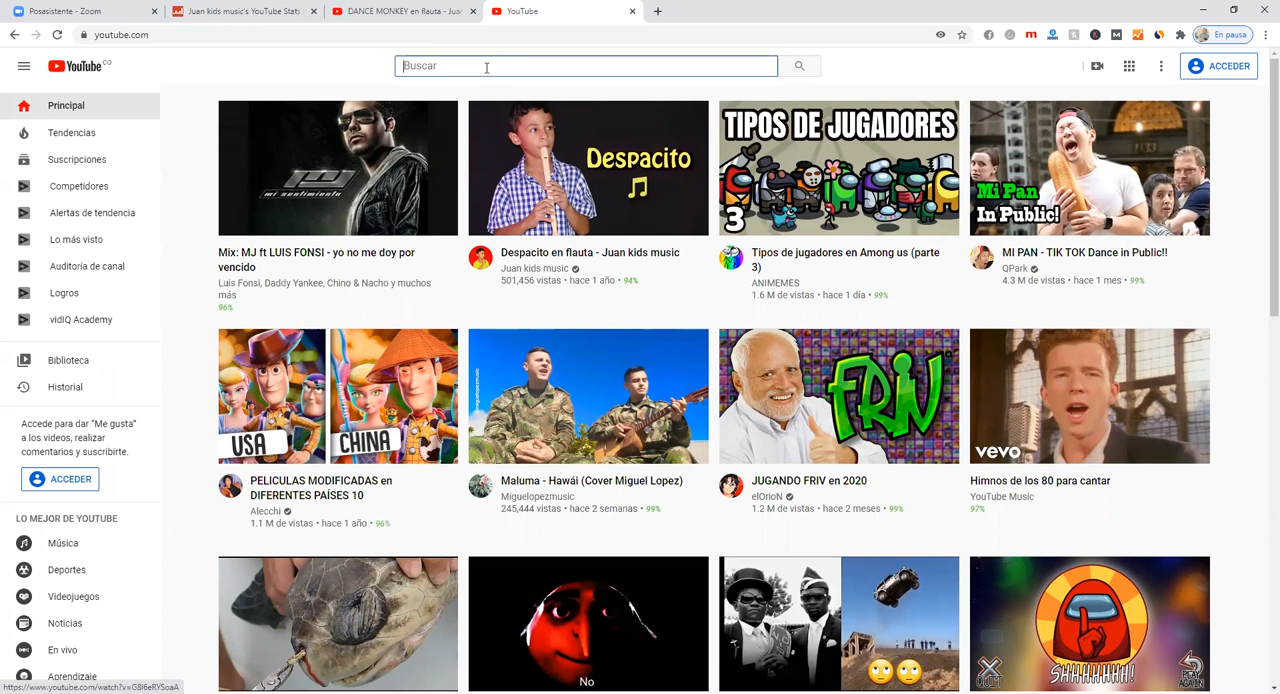 Posasistente - Zoom
Juan kids music's YouTube Stats
DANCE MONKEY en flauta - Juan
YouTube
youtube.com
En pausa
YouTube CO
Buscar
ACCEDER
Principal
Tendencias
Suscripciones
Competidores
Alertas de tendencia
Lo más visto
Auditoría de canal
Logros
vidIQ Academy
Biblioteca
Historial
Accede para dar "Me gusta"
a los videos, realizar
comentarios y suscribirte.
ACCEDER
LO MEJOR DE YOUTUBE
Música
Deportes
Videojuegos
Noticias
En vivo
Aprendizaje
https://www.youtube.com/watch?v=G8I6eRYSoaA
mi sentimiento
Mix: MJ ft LUIS FONSI - yo no me doy por
vencido
Luis Fonsi, Daddy Yankee, Chino & Nacho y muchos
más
96%
Despacito
Despacito en flauta - Juan kids music
Juan kids music
501,456 vistas • hace 1 año • 94%
TIPOS DE JUGADORES
3
Tipos de jugadores en Among us (parte
3)
ANIMEMES
1.6 M de vistas • hace 1 día • 99%
Mi Pan
In Public!
MI PAN - TIK TOK Dance in Public!!
QPark
4.3 M de vistas • hace 1 mes • 99%
USA
CHINA
PELICULAS MODIFICADAS en
DIFERENTES PAÍSES 10
Alecchi
1.1 M de vistas • hace 1 año • 96%
miguelopezmusic
Maluma - Hawái (Cover Miguel Lopez)
Miguelopezmusic
245,444 vistas • hace 2 semanas • 99%
FRIV
JUGANDO FRIV en 2020
elOrioN
1.2 M de vistas • hace 2 meses • 99%
vevo
Himnos de los 80 para cantar
YouTube Music
97%
No
SHHHHHHH!
QUIT
PLAY AGAIN